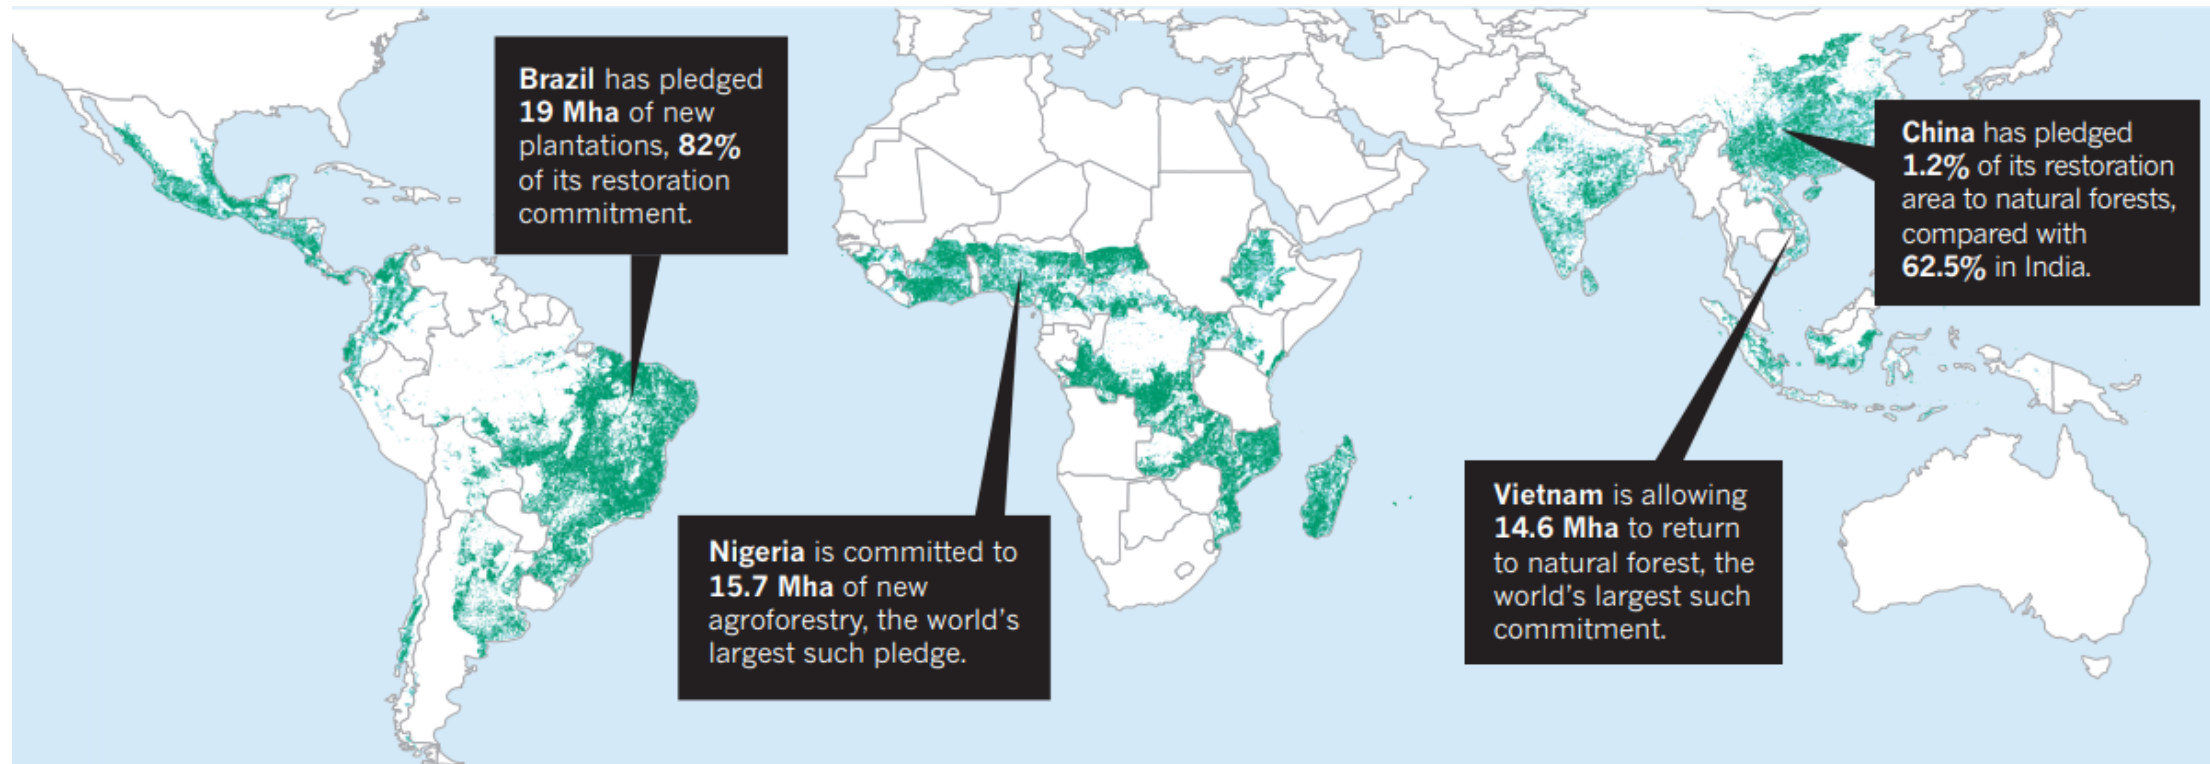 Brazil has pledged
19 Mha of new
plantations, 82%
of its restoration
commitment.
Nigeria is committed to
15.7 Mha of new
agroforestry, the world's
largest such pledge.
Vietnam is allowing
14.6 Mha to return
to natural forest, the
world's largest such
commitment.
China has pledged
1.2% of its restoration
area to natural forests,
compared with
62.5% in India.